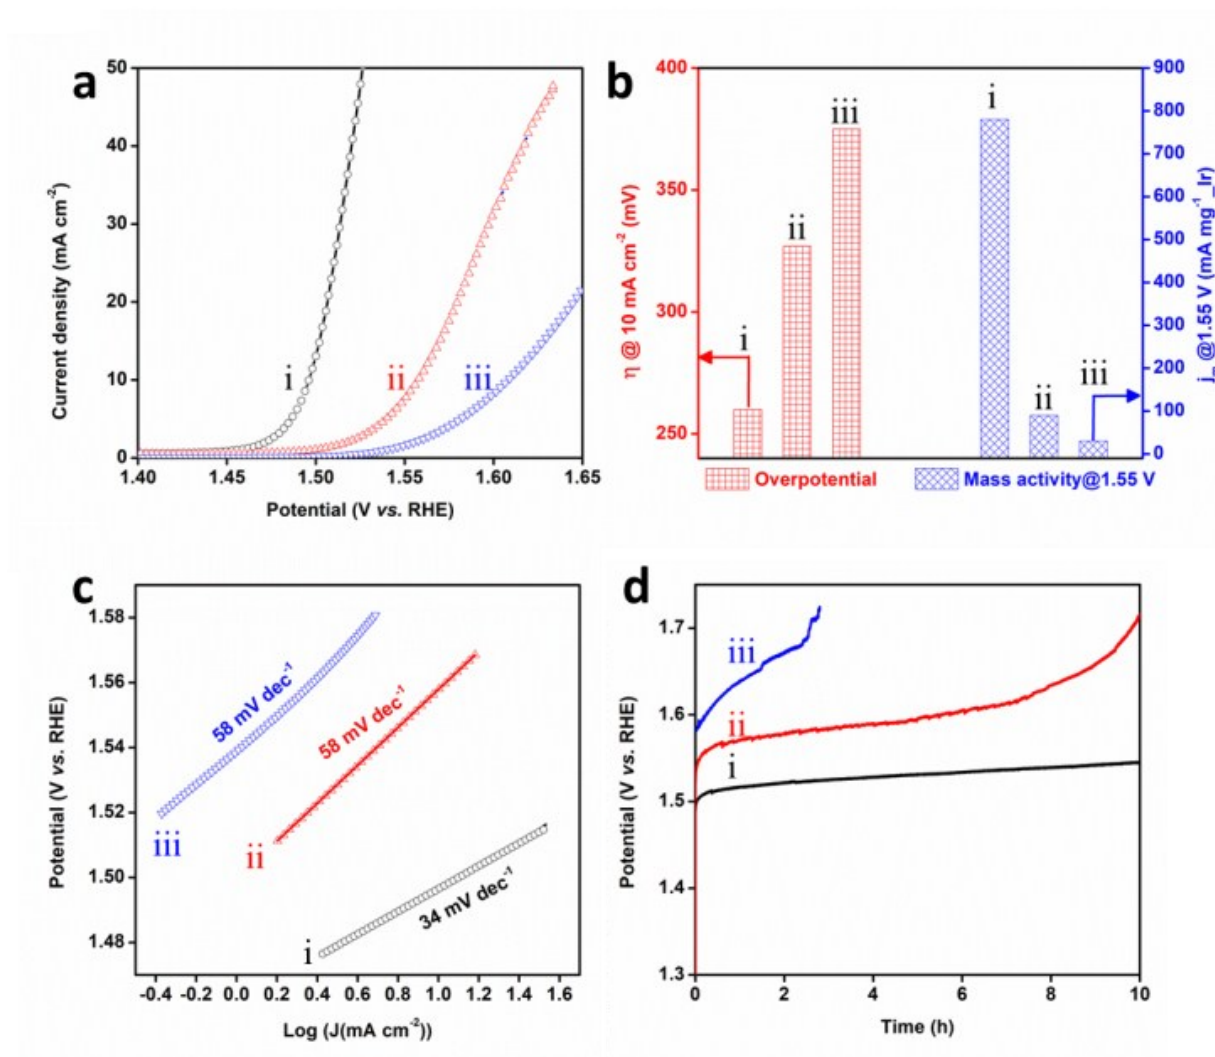 a
50
40
30
20
10
0
Current density (mA cm⁻²)
i
ii
iii
1.40 1.45 1.50 1.55 1.60 1.65
Potential (V vs. RHE)
b
400
350
300
250
η @ 10 mA cm⁻² (mV)
i
ii
iii
i
ii
iii
900
800
700
600
500
400
300
200
100
0
j_ @1.55 V (mA mg⁻¹_Ir)
Overpotential
Mass activity@1.55 V
c
1.58
1.56
1.54
1.52
1.50
1.48
Potential (V vs. RHE)
58 mV dec⁻¹
58 mV dec⁻¹
34 mV dec⁻¹
iii
ii
i
-0.4 -0.2 0.0 0.2 0.4 0.6 0.8 1.0 1.2 1.4 1.6
Log (J(mA cm⁻²))
d
1.7
1.6
1.5
1.4
1.3
Potential (V vs. RHE)
iii
ii
i
0 2 4 6 8 10
Time (h)